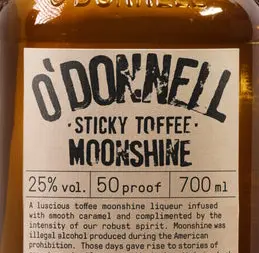 O'DONNELL
O'DONNELL
· STICKY TOFFEE ·
MOONSHINE
25% vol. 50 proof 700 ml
A luscious toffee moonshine liqueur infused
with smooth caramel and complimented by the
intensity of our robust spirit. Moonshine was
illegal alcohol produced during the American
prohibition. Those days gave rise to stories of